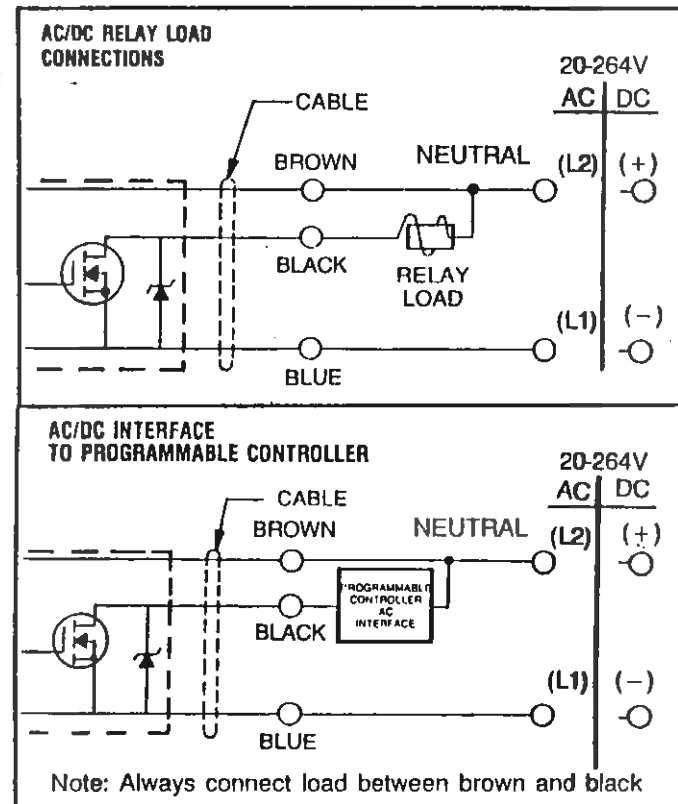 AC/DC RELAY LOAD
CONNECTIONS
20-264V
AC DC
CABLE
BROWN
NEUTRAL
(L2) (+)
BLACK
RELAY
LOAD
(L1) (-)
BLUE
AC/DC INTERFACE
TO PROGRAMMABLE CONTROLLER
20-264V
AC DC
CABLE
BROWN
NEUTRAL
(L2) (+)
PROGRAMMABLE
CONTROLLER
AC
INTERFACE
BLACK
(L1) (-)
BLUE
Note: Always connect load between brown and black